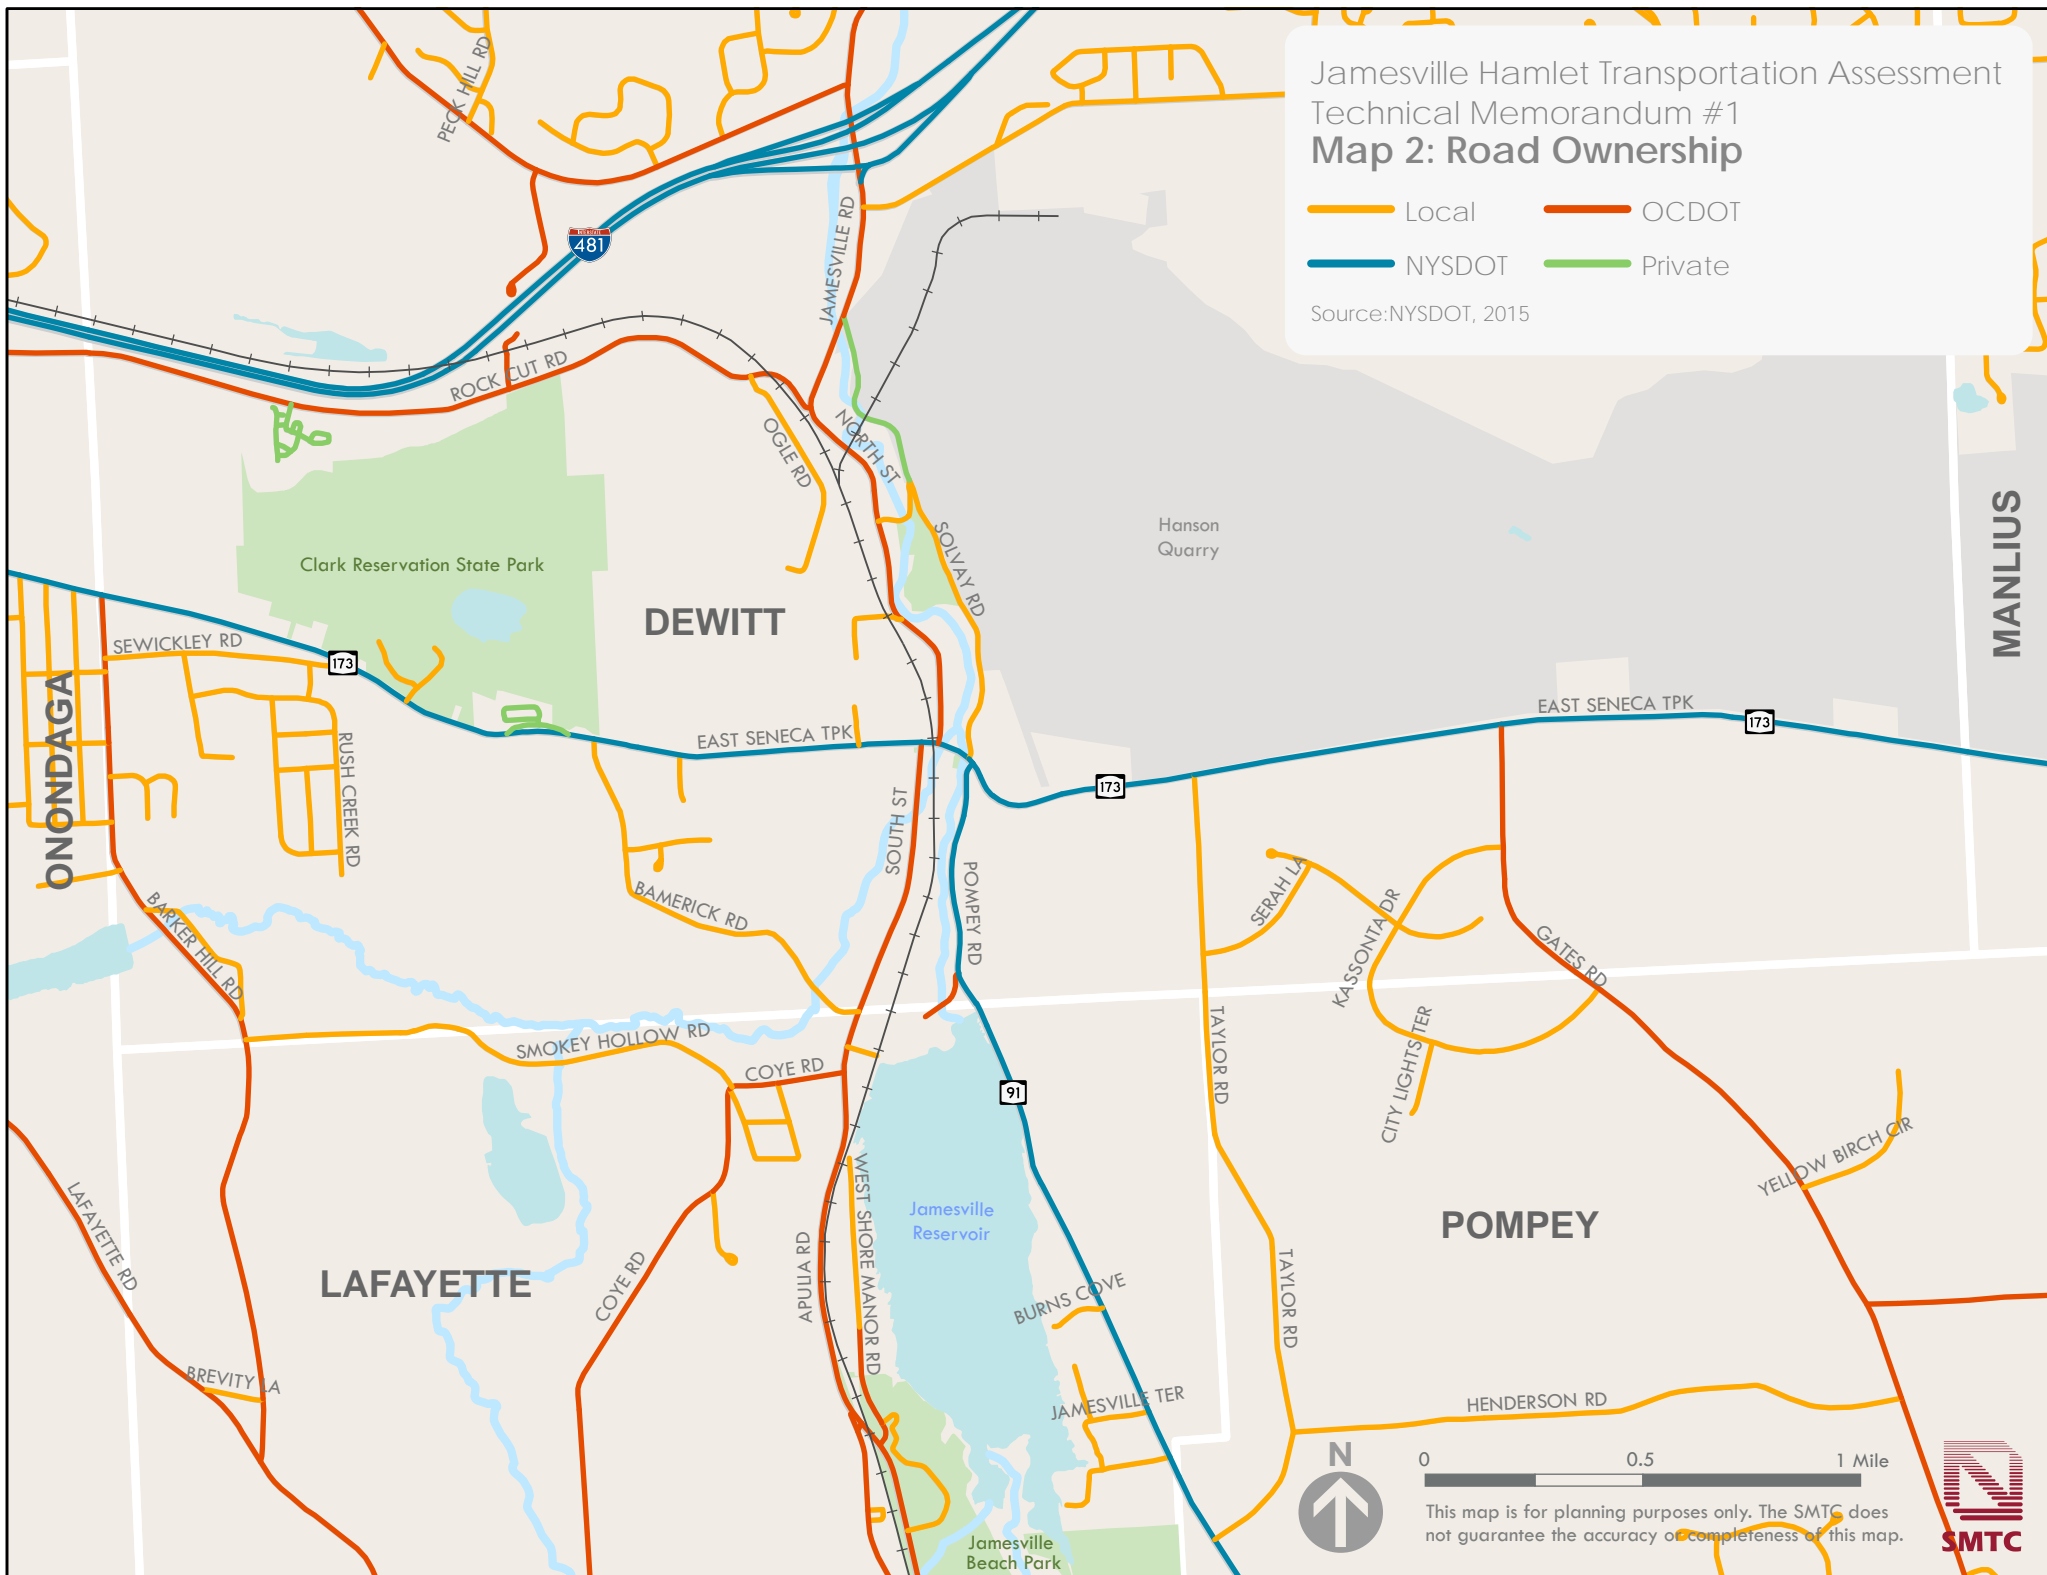 Jamesville Hamlet Transportation Assessment
Technical Memorandum #1
Map 2: Road Ownership
Local
OCDOT
NYSDOT
Private
Source:NYSDOT, 2015
PECK HILL RD
481
JAMESVILLE RD
ROCK CUT RD
OGLE RD
NORTH ST
SOLVAY RD
Hanson
Quarry
MANLIUS
Clark Reservation State Park
DEWITT
SEWICKLEY RD
173
ONONDAGA
RUSH CREEK RD
EAST SENECA TPK
EAST SENECA TPK
173
173
SOUTH ST
POMPEY RD
BAMERICK RD
BARKER HILL RD
SERAH LA
KASSONTA DR
GATES RD
CITY LIGHTS TER
TAYLOR RD
SMOKEY HOLLOW RD
COYE RD
91
YELLOW BIRCH CIR
LAFAYETTE RD
WEST SHORE MANOR RD
Jamesville
Reservoir
POMPEY
LAFAYETTE
COYE RD
APULIA RD
BURNS COVE
TAYLOR RD
BREVITY LA
JAMESVILLE TER
HENDERSON RD
N
0 0.5 1 Mile
This map is for planning purposes only. The SMTC does
not guarantee the accuracy or completeness of this map.
SMTC
Jamesville
Beach Park